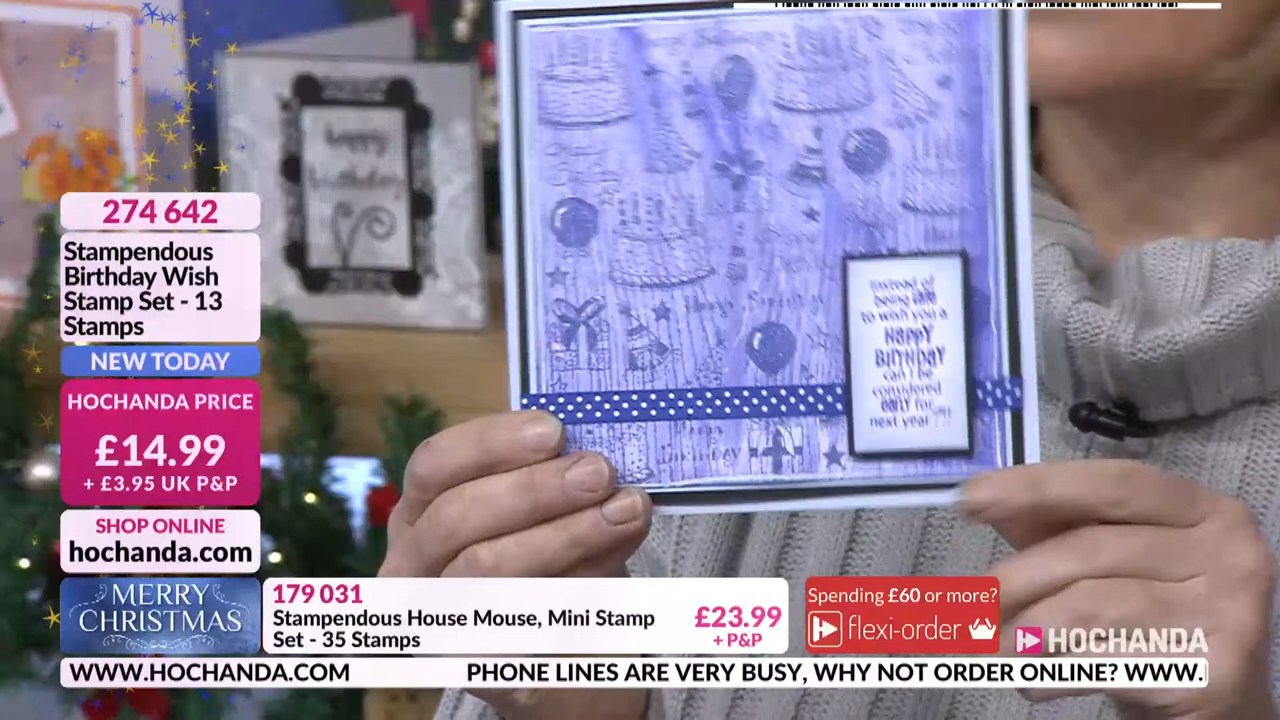 happy
birthday
Instead of
being late
to wish you a
HAPPY
BIRTHDAY
can I be
considered
early for
next year
274 642
Stampendous
Birthday Wish
Stamp Set - 13
Stamps
NEW TODAY
HOCHANDA PRICE
£14.99
+ £3.95 UK P&P
SHOP ONLINE
hochanda.com
MERRY
CHRISTMAS
179 031
Stampendous House Mouse, Mini Stamp
Set - 35 Stamps
£23.99
+ P&P
Spending £60 or more?
flexi-order
HOCHANDA
WWW.HOCHANDA.COM
PHONE LINES ARE VERY BUSY, WHY NOT ORDER ONLINE? WWW.